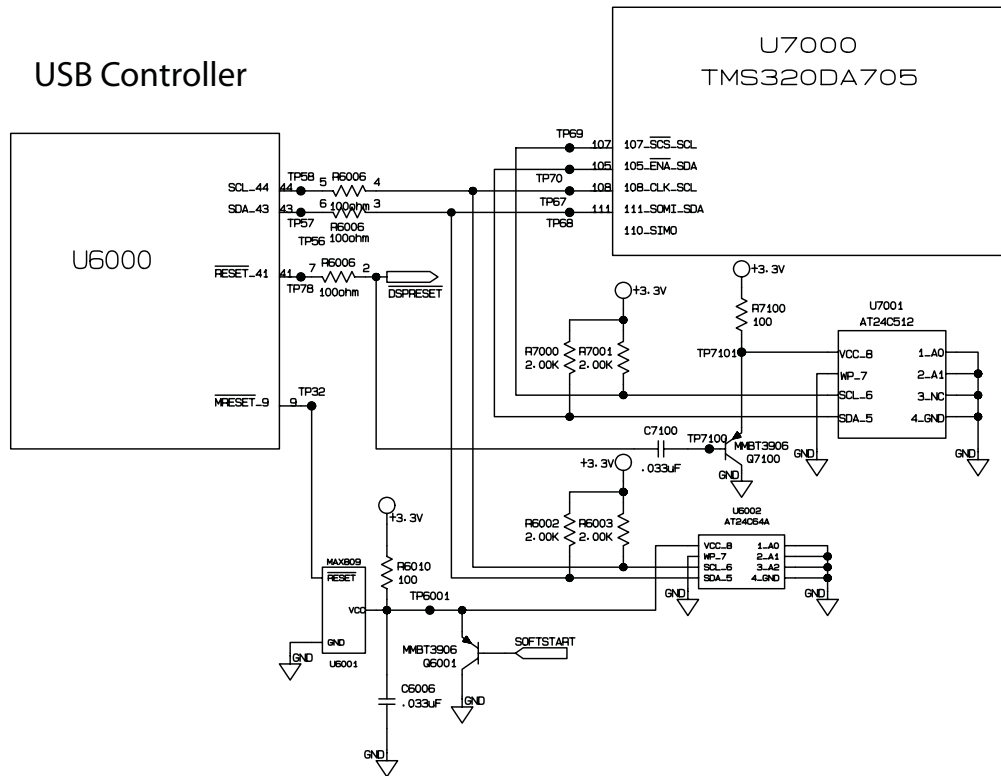 USB Controller
U7000
TMS320DA705
TP69
107 107_SCS_SCL
105 105_ENA_SDA
TP70
108 108_CLK_SCL
TP67
111 111_SOMI_SDA
TP68
110_SIMO
U6000
SCL_44 44 TP58 5 R6006 4
100ohm
SDA_43 43 TP57 6 3
TP56 R6006
100ohm
RESET_41 41 TP78 7 R6006 2
100ohm
DSPRESET
MRESET_9 9 TP32
+3.3V
R7100
100
TP7101
+3.3V
R7000
2.00K
R7001
2.00K
U7001
AT24C512
VCC_8 1_A0
WP_7 2_A1
SCL_6 3_NC
SDA_5 4_GND
GND
GND
C7100
.033uF
TP7100
MMBT3906
Q7100
GND
+3.3V
R6002
2.00K
R6003
2.00K
U6002
AT24C64A
VCC_8 1_A0
WP_7 2_A1
SCL_6 3_A2
SDA_5 4_GND
GND
GND
+3.3V
R6010
100
MAX809
RESET
VCC
GND
U6001
GND
TP6001
MMBT3906
Q6001
SOFTSTART
GND
C6006
.033uF
GND